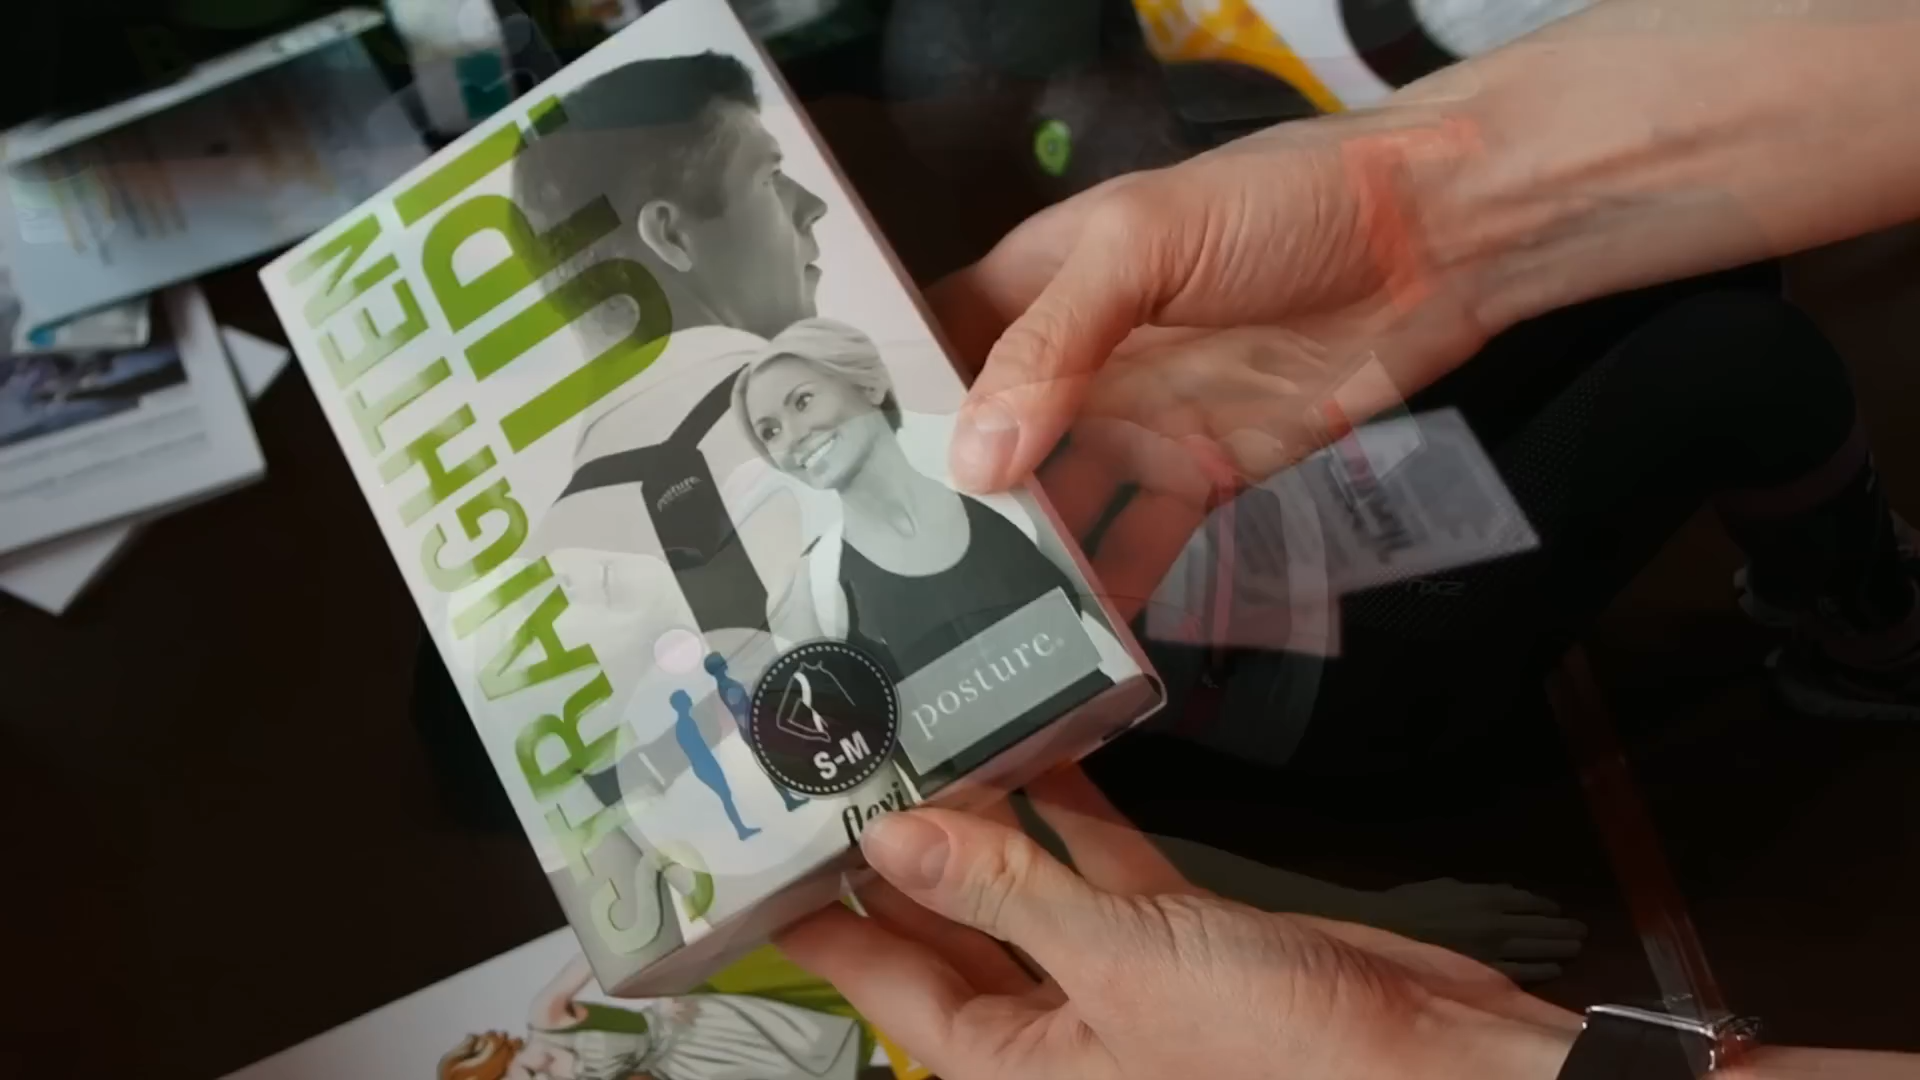 STRAIGHTEN
UP!
posture.
posture.
S-M
flexi